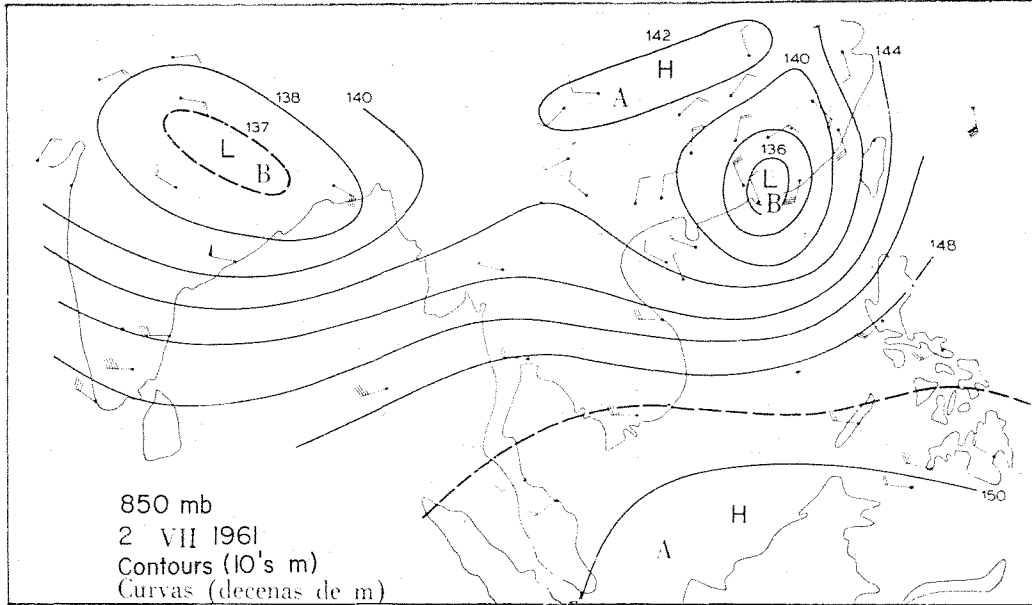 142
144
H
140
A
138
140
137
136
L
L
B
B
148
150
H
A
850 mb
2 VII 1961
Contours (10's m)
Curvas (decenas de m)